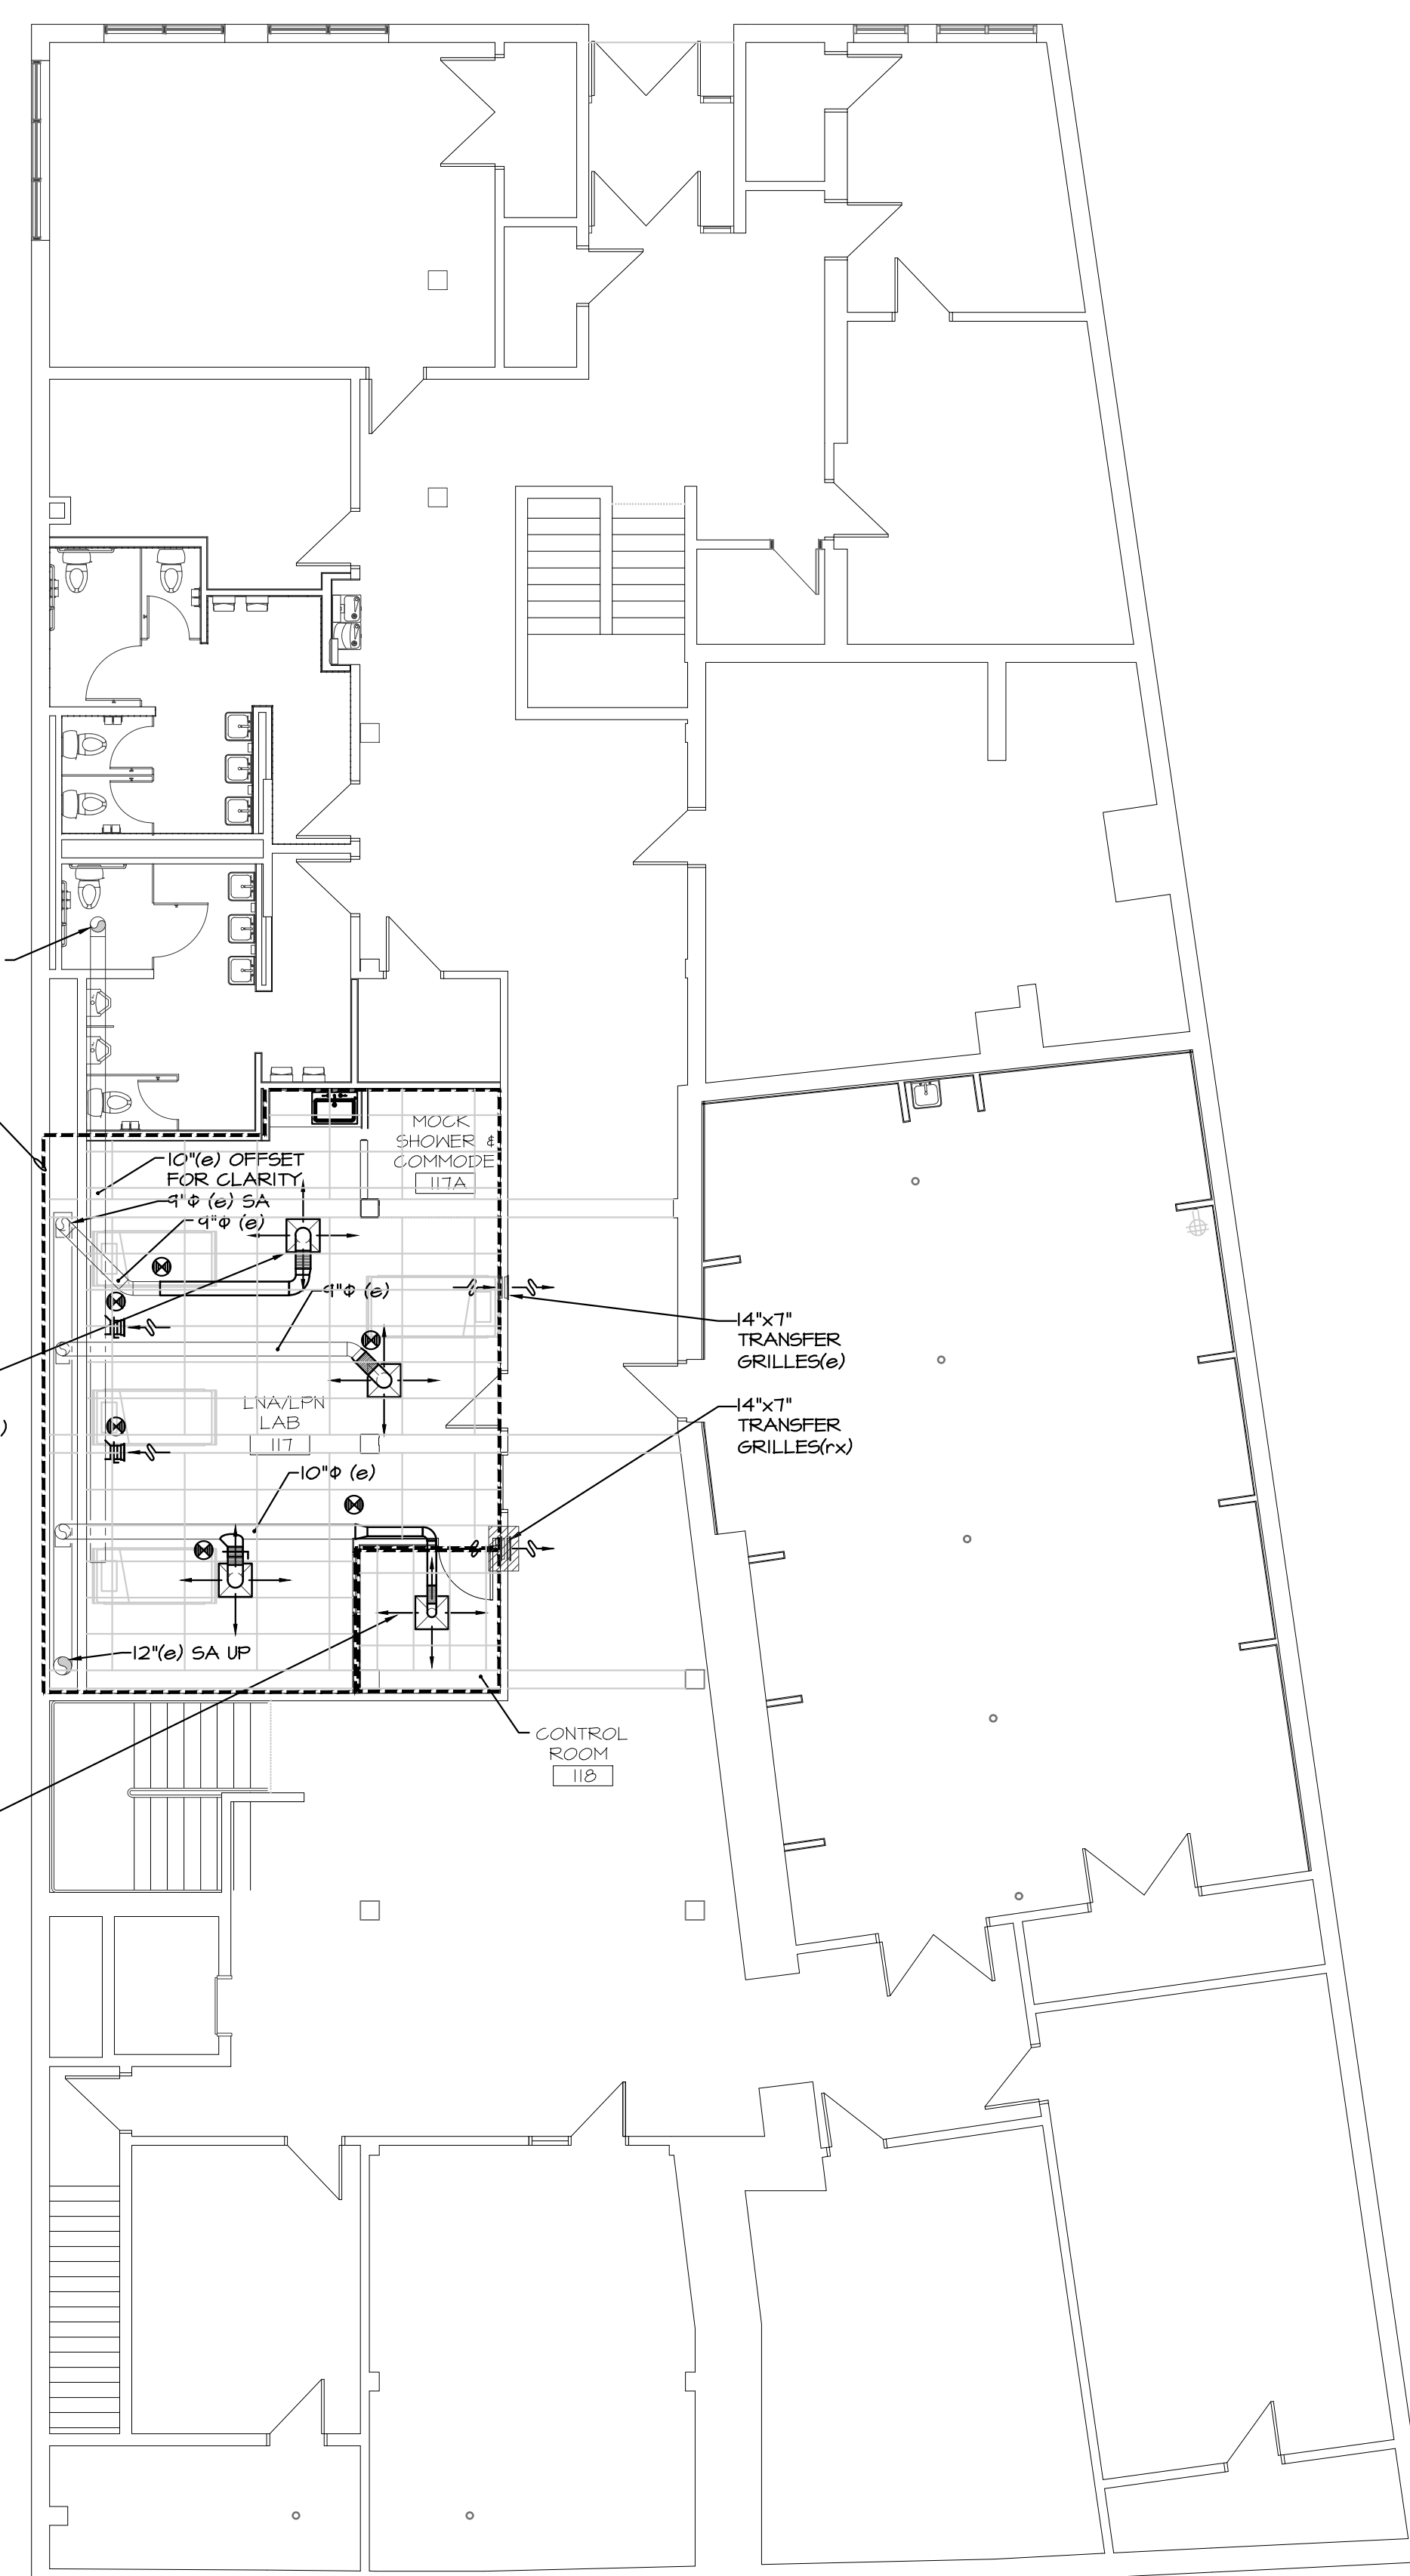 MOCK
SHOWER &
COMMODE
117A
10"(e) OFFSET
FOR CLARITY
9"Φ (e) SA
9"Φ (e)
9"Φ (e)
14"x7"
TRANSFER
GRILLES(e)
)
LNA/LPN
LAB
117
14"x7"
TRANSFER
GRILLES(rx)
10"Φ (e)
12"(e) SA UP
CONTROL
ROOM
118